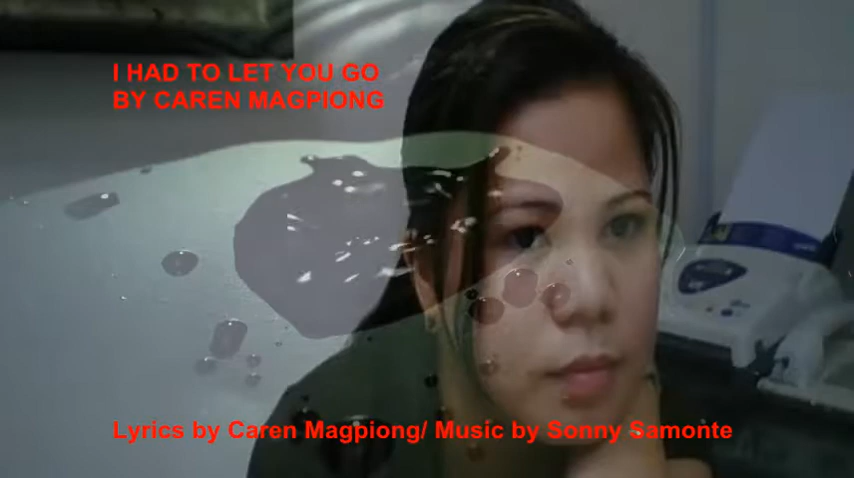 I HAD TO LET YOU GO
BY CAREN MAGPIONG
Lyrics by Caren Magpiong/ Music by Sonny Samonte